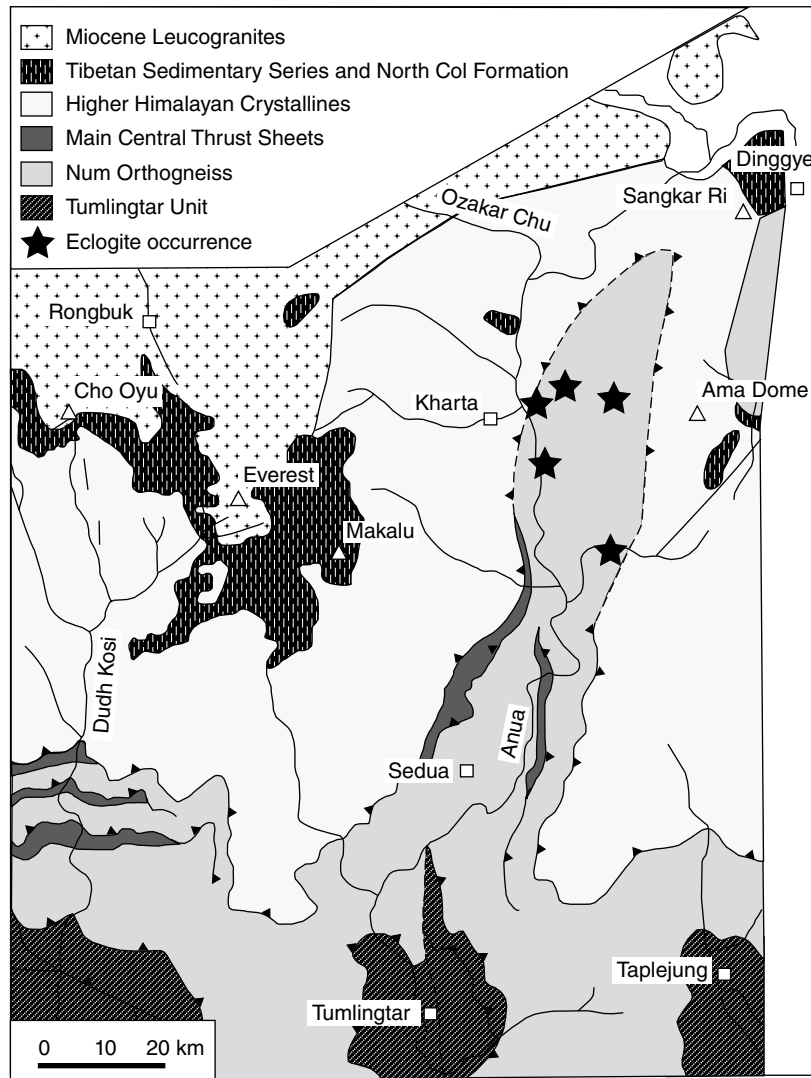 Miocene Leucogranites
Tibetan Sedimentary Series and North Col Formation
Higher Himalayan Crystallines
Main Central Thrust Sheets
Num Orthogneiss
Tumlingtar Unit
Eclogite occurrence
Dinggye
Sangkar Ri
Ozakar Chu
Rongbuk
Cho Oyu
Kharta
Ama Dome
Everest
Makalu
Dudh Kosi
Anua
Sedua
Taplejung
Tumlingtar
0 10 20 km